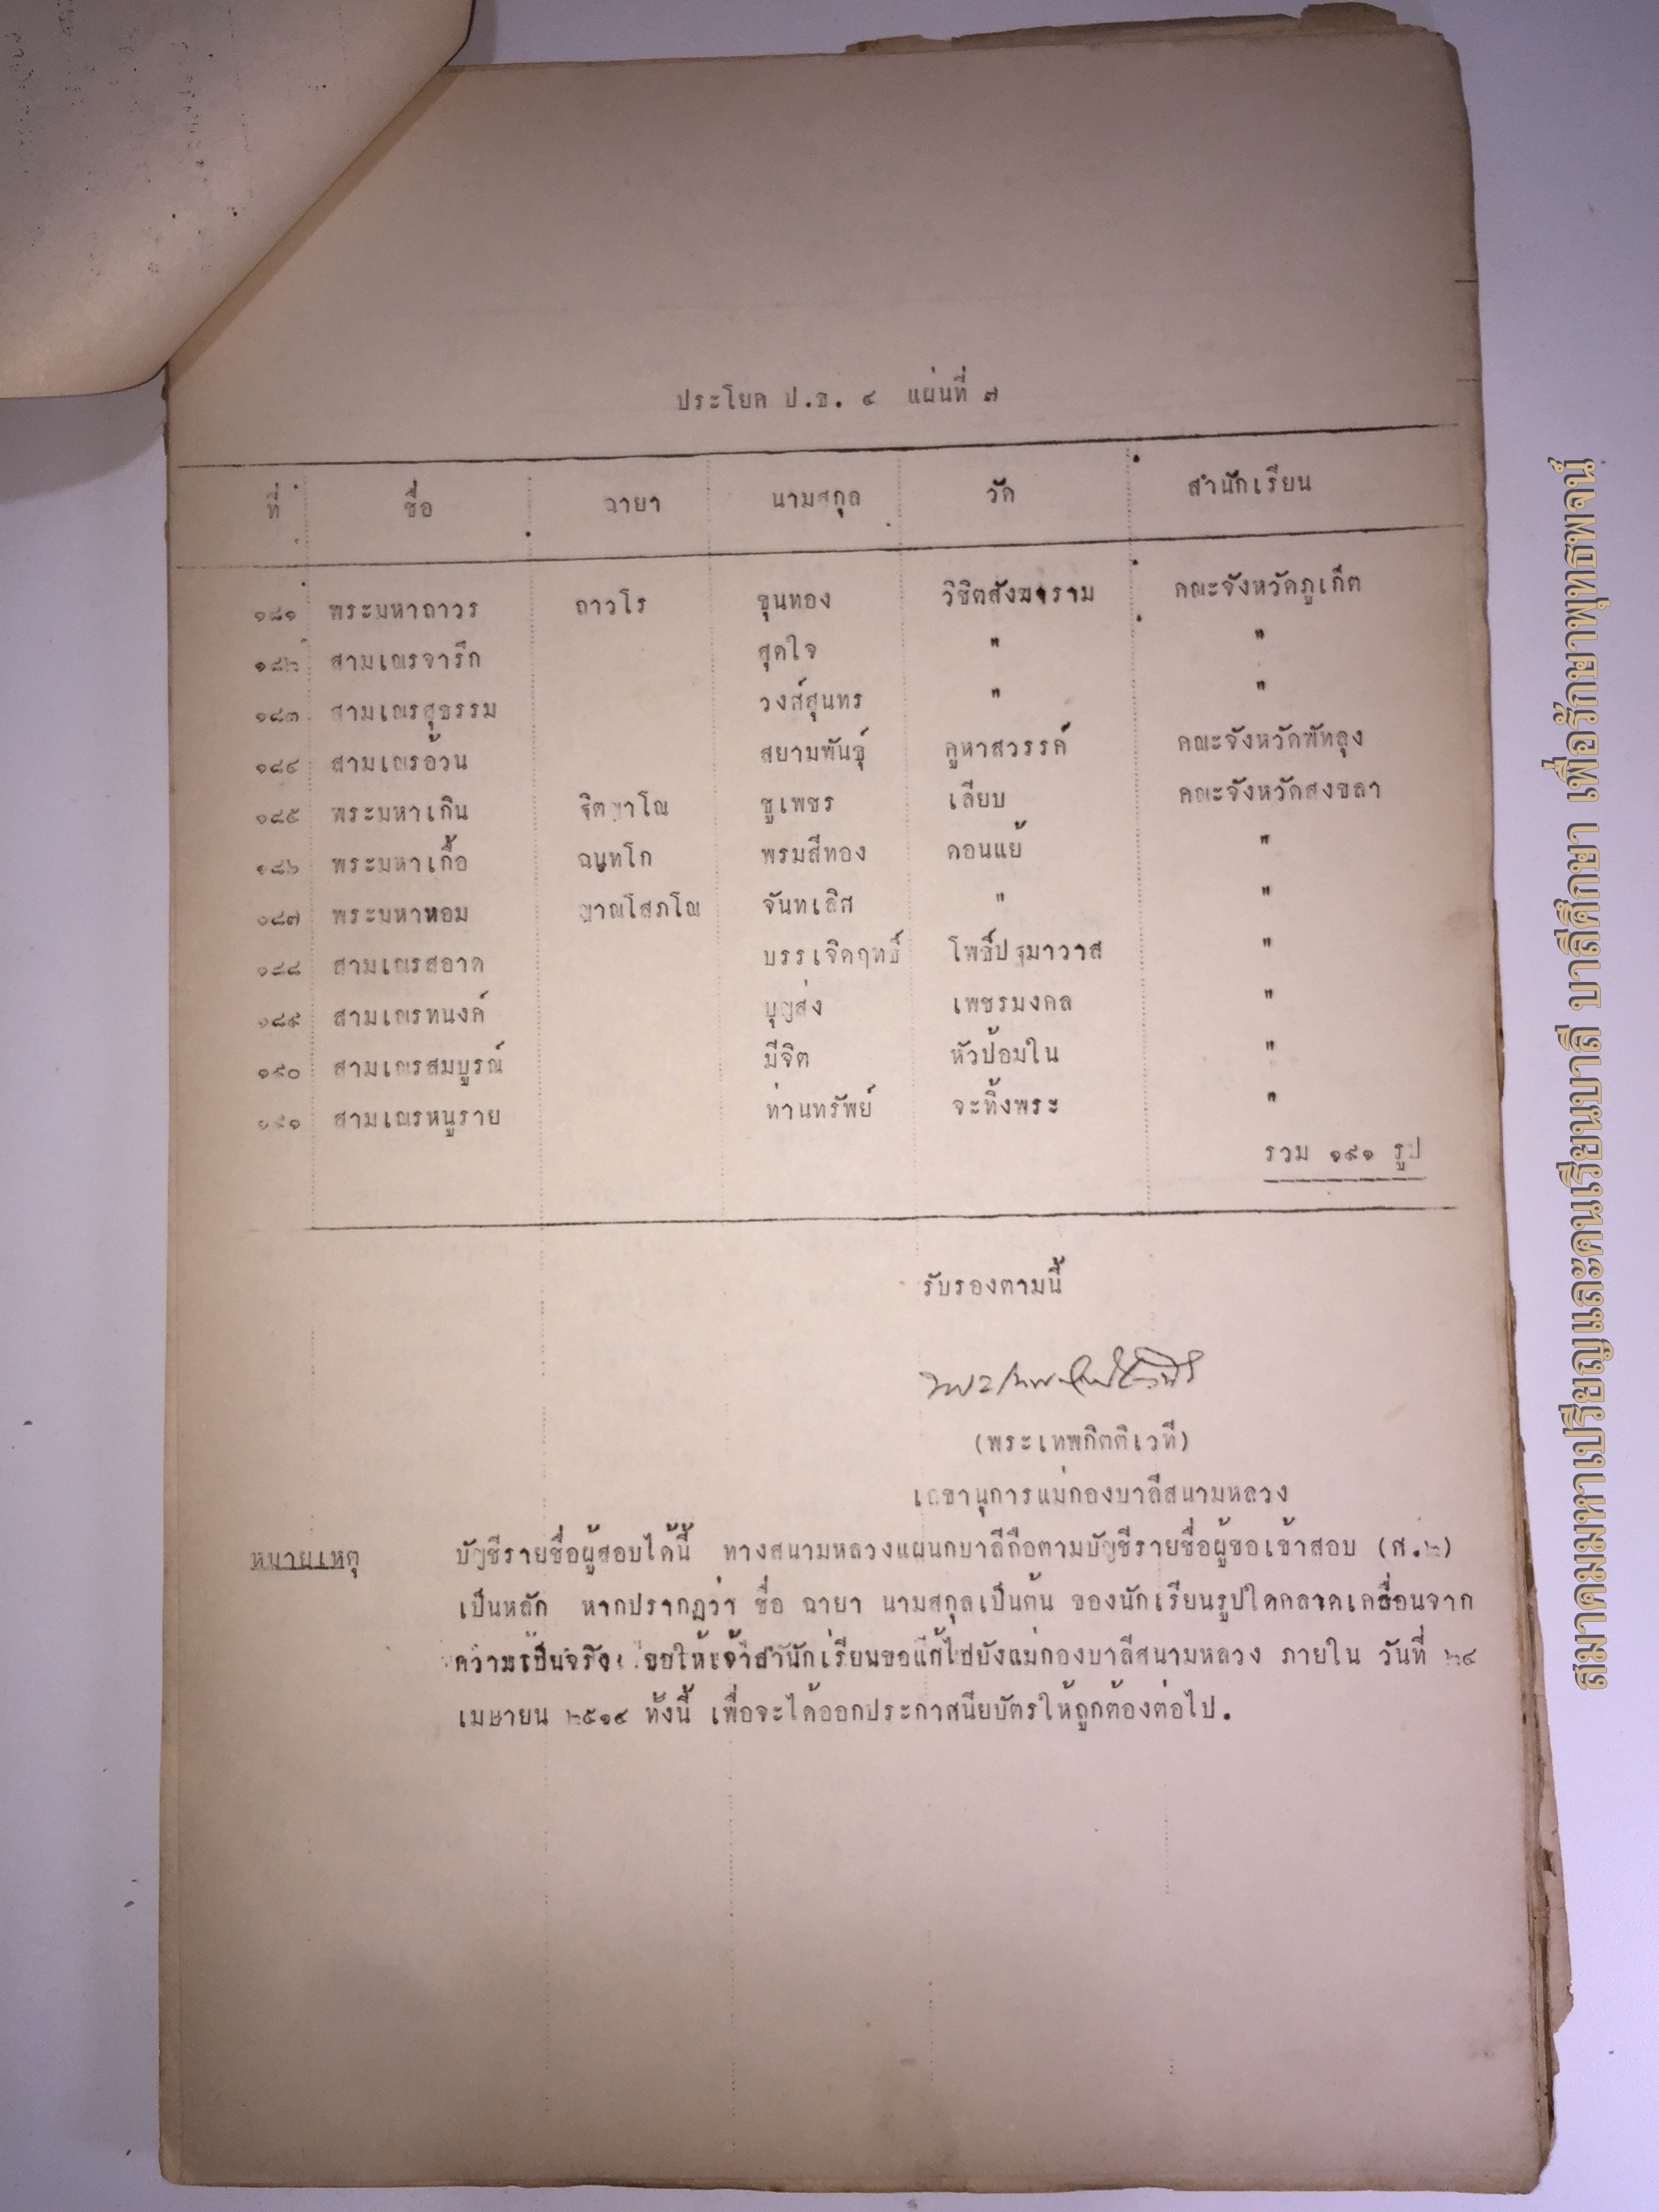 ประโยค ป.ธ. ๔ แผ่นที่ ๗
ที่ ชื่อ ฉายา นามสกุล วัด สำนักเรียน
๑๘๑ พระมหาถาวร ถาวโร ขุนทอง วิชิตสังฆาราม คณะจังหวัดภูเก็ต
๑๘๒ สามเณรจารึก สุดใจ " "
๑๘๓ สามเณรสุธรรม วงส์สุนทร " "
๑๘๔ สามเณรอ้วน สยามพันธุ์ คูหาสวรรค์ คณะจังหวัดพัทลุง
๑๘๕ พระมหาเกิน ฐิตญาโณ ชูเพชร เลียบ คณะจังหวัดสงขลา
๑๘๖ พระมหาเกื้อ ฉนฺทโก พรมสีทอง ดอนแย้ "
๑๘๗ พระมหาหอม ญาณโสภโณ จันทเลิศ " "
๑๘๘ สามเณรสอาด บรรเจิดฤทธิ์ โพธิ์ปฐมาวาส "
๑๘๙ สามเณรทนงค์ บุญส่ง เพชรมงคล "
๑๙๐ สามเณรสมบูรณ์ มีจิต หัวป้อมใน "
๑๙๑ สามเณรหนูราย ท่านทรัพย์ จะทิ้งพระ "
รวม ๑๙๑ รูป
รับรองตามนี้
(พระเทพกิตติเวที)
เลขานุการแม่กองบาลีสนามหลวง
หมายเหตุ บัญชีรายชื่อผู้สอบได้นี้ ทางสนามหลวงแผนกบาลีถือตามบัญชีรายชื่อผู้ขอเข้าสอบ (ศ.๒)
เป็นหลัก หากปรากฏว่า ชื่อ ฉายา นามสกุลเป็นต้น ของนักเรียนรูปใดคลาดเคลื่อนจาก
ความเป็นจริง ขอให้เจ้าสำนักเรียนขอแก้ไปยังแม่กองบาลีสนามหลวง ภายใน วันที่ ๒๔
เมษายน ๒๕๑๔ ทั้งนี้ เพื่อจะได้ออกประกาศนียบัตรให้ถูกต้องต่อไป.
สมาคมมหาเปรียญและคนเรียนบาลี บาลีศึกษา เพื่อรักษาพุทธพจน์